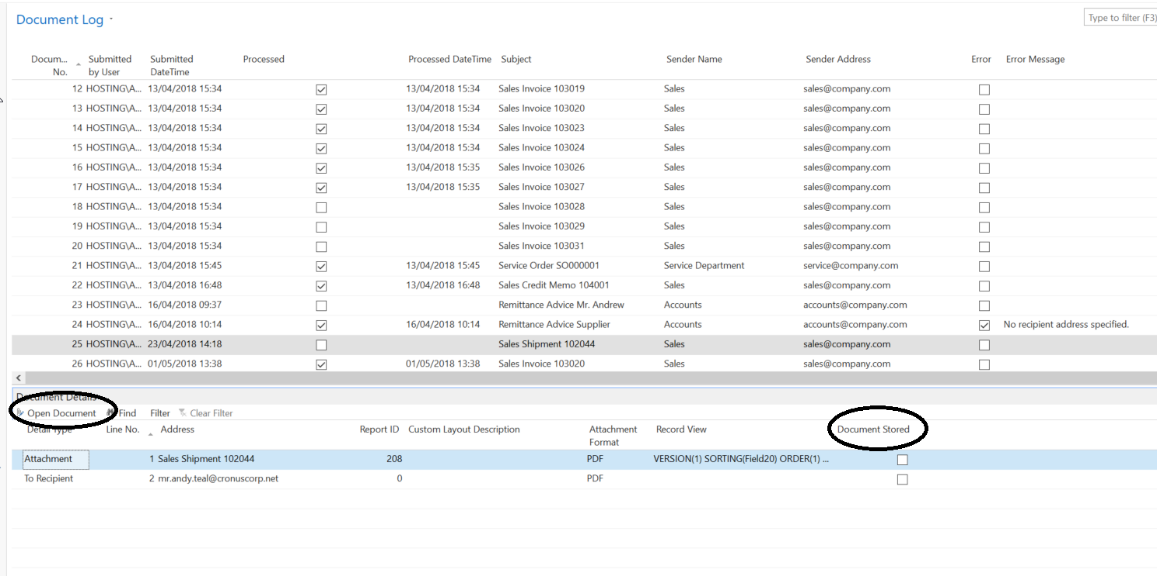 Document Log
Type to filter (F3)
Docum... No. Submitted by User Submitted DateTime Processed Processed DateTime Subject Sender Name Sender Address Error Error Message
12 HOSTING\A... 13/04/2018 15:34 13/04/2018 15:34 Sales Invoice 103019 Sales sales@company.com
13 HOSTING\A... 13/04/2018 15:34 13/04/2018 15:34 Sales Invoice 103020 Sales sales@company.com
14 HOSTING\A... 13/04/2018 15:34 13/04/2018 15:34 Sales Invoice 103023 Sales sales@company.com
15 HOSTING\A... 13/04/2018 15:34 13/04/2018 15:34 Sales Invoice 103024 Sales sales@company.com
16 HOSTING\A... 13/04/2018 15:34 13/04/2018 15:35 Sales Invoice 103026 Sales sales@company.com
17 HOSTING\A... 13/04/2018 15:34 13/04/2018 15:35 Sales Invoice 103027 Sales sales@company.com
18 HOSTING\A... 13/04/2018 15:34 Sales Invoice 103028 Sales sales@company.com
19 HOSTING\A... 13/04/2018 15:34 Sales Invoice 103029 Sales sales@company.com
20 HOSTING\A... 13/04/2018 15:34 Sales Invoice 103031 Sales sales@company.com
21 HOSTING\A... 13/04/2018 15:45 13/04/2018 15:45 Service Order SO000001 Service Department service@company.com
22 HOSTING\A... 13/04/2018 16:48 13/04/2018 16:48 Sales Credit Memo 104001 Sales sales@company.com
23 HOSTING\A... 16/04/2018 09:37 Remittance Advice Mr. Andrew Accounts accounts@company.com
24 HOSTING\A... 16/04/2018 10:14 16/04/2018 10:14 Remittance Advice Supplier Accounts accounts@company.com No recipient address specified.
25 HOSTING\A... 23/04/2018 14:18 Sales Shipment 102044 Sales sales@company.com
26 HOSTING\A... 01/05/2018 13:38 01/05/2018 13:38 Sales Invoice 103020 Sales sales@company.com
Document Details
Open Document Find Filter Clear Filter
Detail Type Line No. Address Report ID Custom Layout Description Attachment Format Record View Document Stored
Attachment 1 Sales Shipment 102044 208 PDF VERSION(1) SORTING(Field20) ORDER(1) ...
To Recipient 2 mr.andy.teal@cronuscorp.net 0 PDF